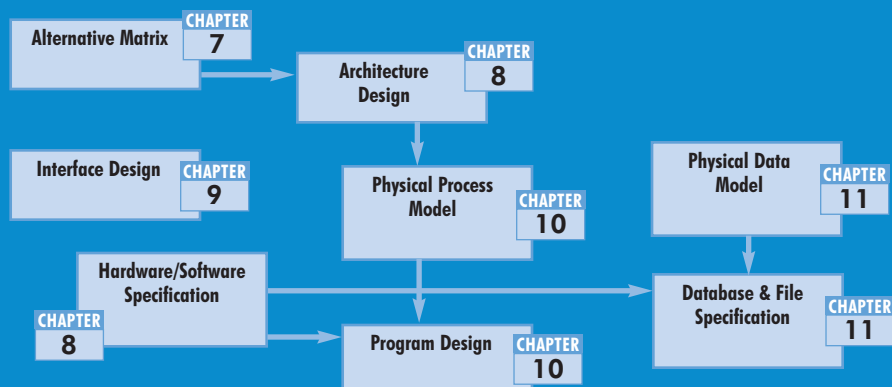 Alternative Matrix
CHAPTER
7
Architecture
Design
CHAPTER
8
Interface Design
CHAPTER
9
Physical Process
Model
CHAPTER
10
Physical Data
Model
CHAPTER
11
Hardware/Software
Specification
CHAPTER
8
Database & File
Specification
CHAPTER
11
Program Design
CHAPTER
10